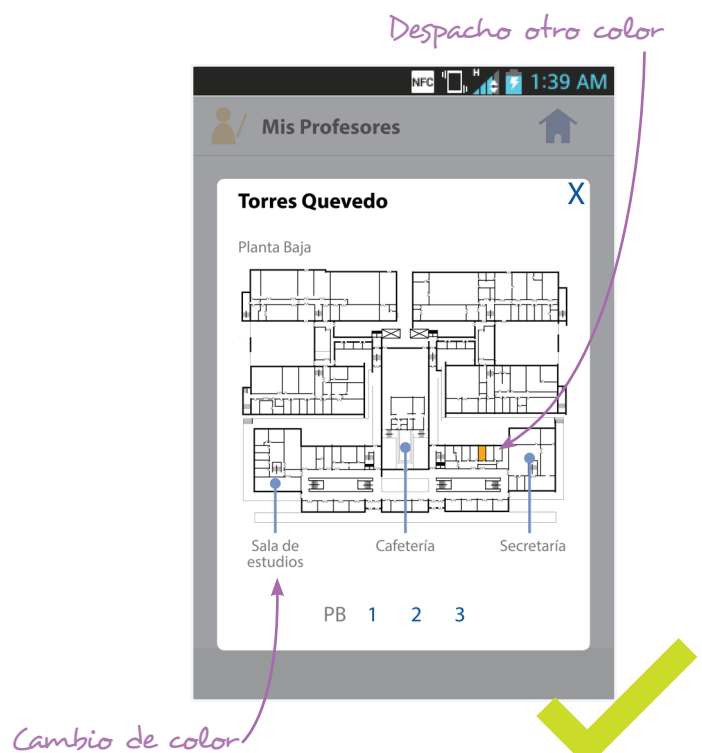 Despacho otro color
NFC H 1:39 AM
Mis Profesores
Torres Quevedo
X
Planta Baja
Sala de
estudios
Cafetería
Secretaría
PB 1 2 3
Cambio de color